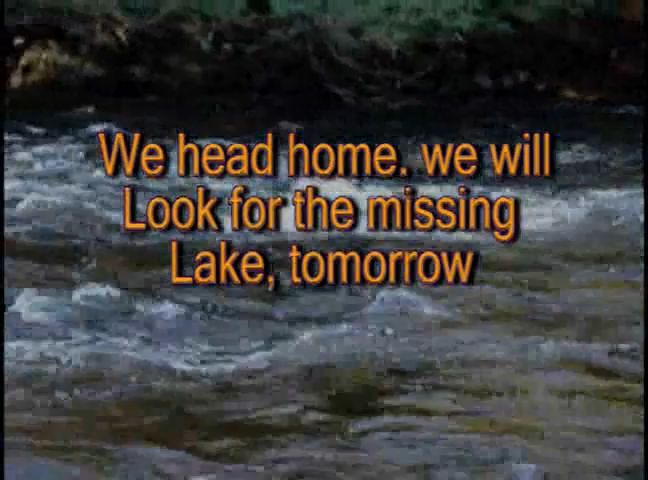 We head home. we will
Look for the missing
Lake, tomorrow